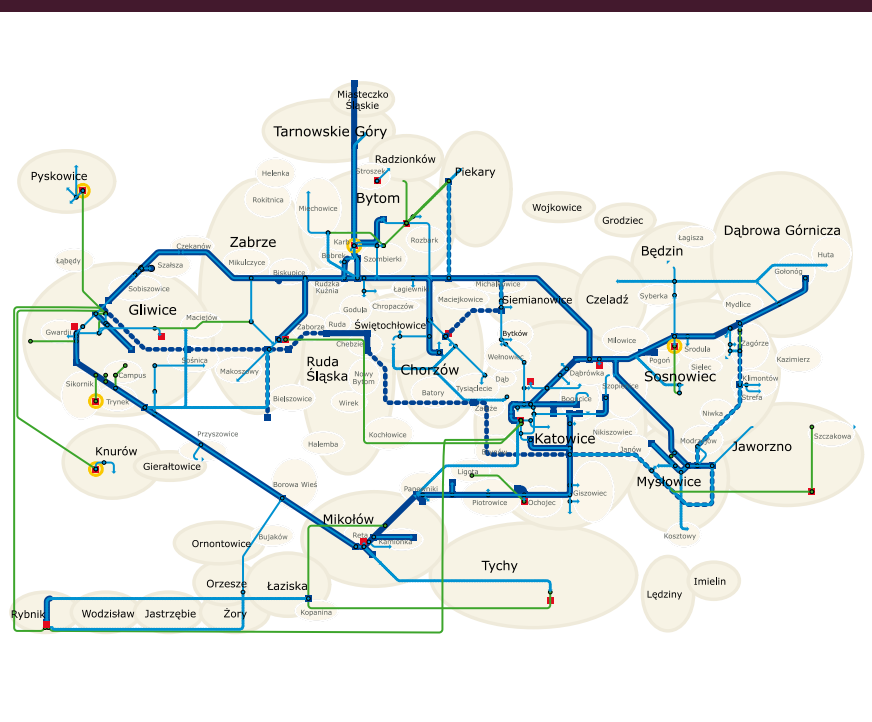 Miasteczko
Śląskie
Tarnowskie Góry
Radzionków
Stroszek
Piekary
Helenka
Pyskowice
Rokitnica
Miechowice
Bytom
Wojkowice
Grodziec
Dąbrowa Górnicza
Łagisza
Zabrze
Karb
Rozbark
Czekanów
Będzin
Huta
Bobrek
Szombierki
Łabędy
Szałsza
Mikulczyce
Biskupice
Gołonóg
Sobiszowice
Rudzka
Kuźnia
Łagiewniki
Michałkowice
Syberka
Maciejkowice
Siemianowice
Czeladź
Mydlice
Gliwice
Godula
Chropaczów
Maciejów
Zaborze
Ruda
Świętochłowice
Gwardii
Bytków
Milowice
Chebzie
Zagórze
Środula
Sośnica
Ruda
Śląska
Wełnowiec
Pogoń
Kazimierz
Makoszowy
Chorzów
Dąbrówka
Sielec
Campus
Nowy
Bytom
Dąb
Sosnowiec
Klimontów
Sikornik
Tysiąclecie
Szopienice
Batory
Strefa
Trynek
Bielszowice
Wirek
Załęże
Bogucice
Niwka
Przyszowice
Kochłowice
Katowice
Nikiszowiec
Szczakowa
Halemba
Modrzejów
Jaworzno
Knurów
Brynów
Janów
Gierałtowice
Ligota
Borowa Wieś
Mysłowice
Panewniki
Giszowiec
Piotrowice
Ochojec
Mikołów
Reta
Kamionka
Kosztowy
Bujaków
Ornontowice
Tychy
Orzesze
Łaziska
Imielin
Lędziny
Rybnik
Wodzisław
Jastrzębie
Żory
Kopanina